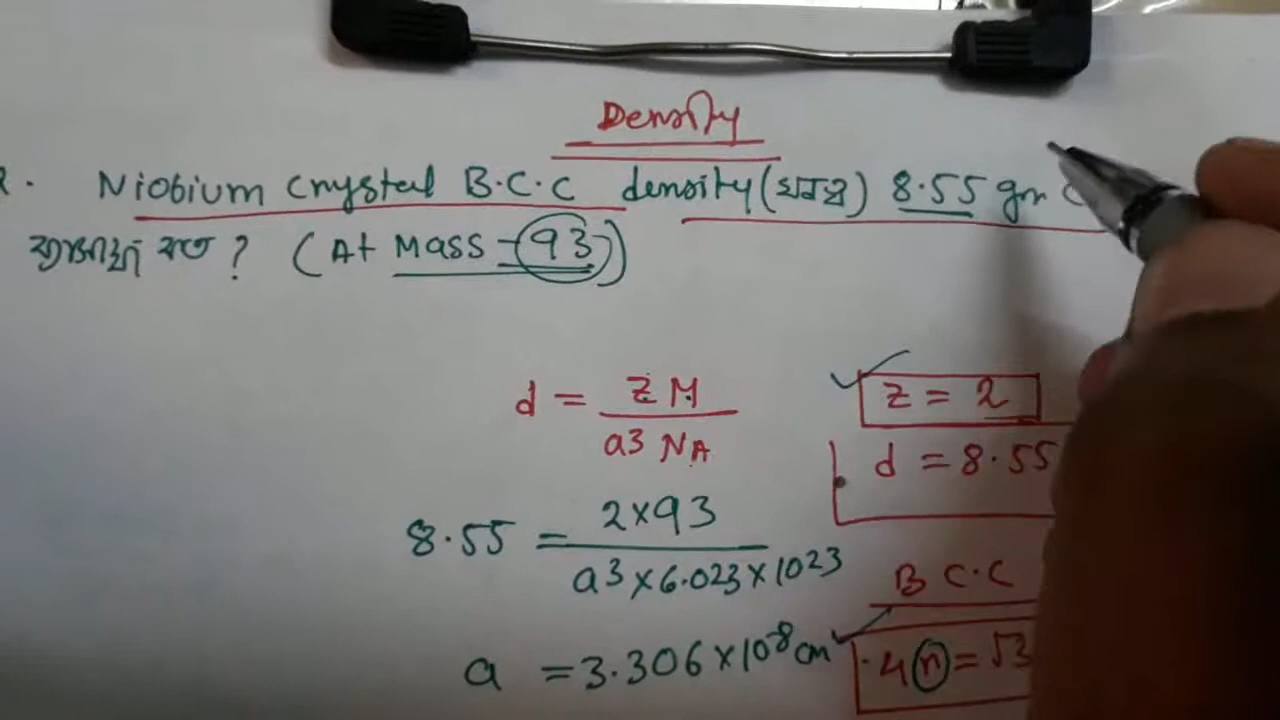 Density
Niobium crystal B.C.C density (ঘনত্ব) 8.55 gm
কত ? (At Mass - 93)
d = ZM / a3 NA
z = 2
d = 8.55
8.55 = 2×93 / a3×6.023×1023
B C.C
a = 3.306×10-8 cm
4r = √3